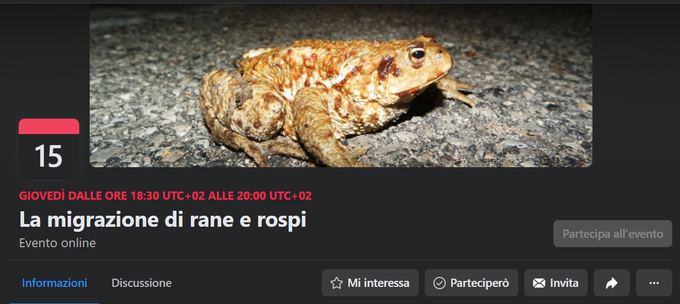 15
GIOVEDÌ DALLE ORE 18:30 UTC+02 ALLE 20:00 UTC+02
La migrazione di rane e rospi
Evento online
Partecipa all'evento
Informazioni
Discussione
Mi interessa
Parteciperò
Invita